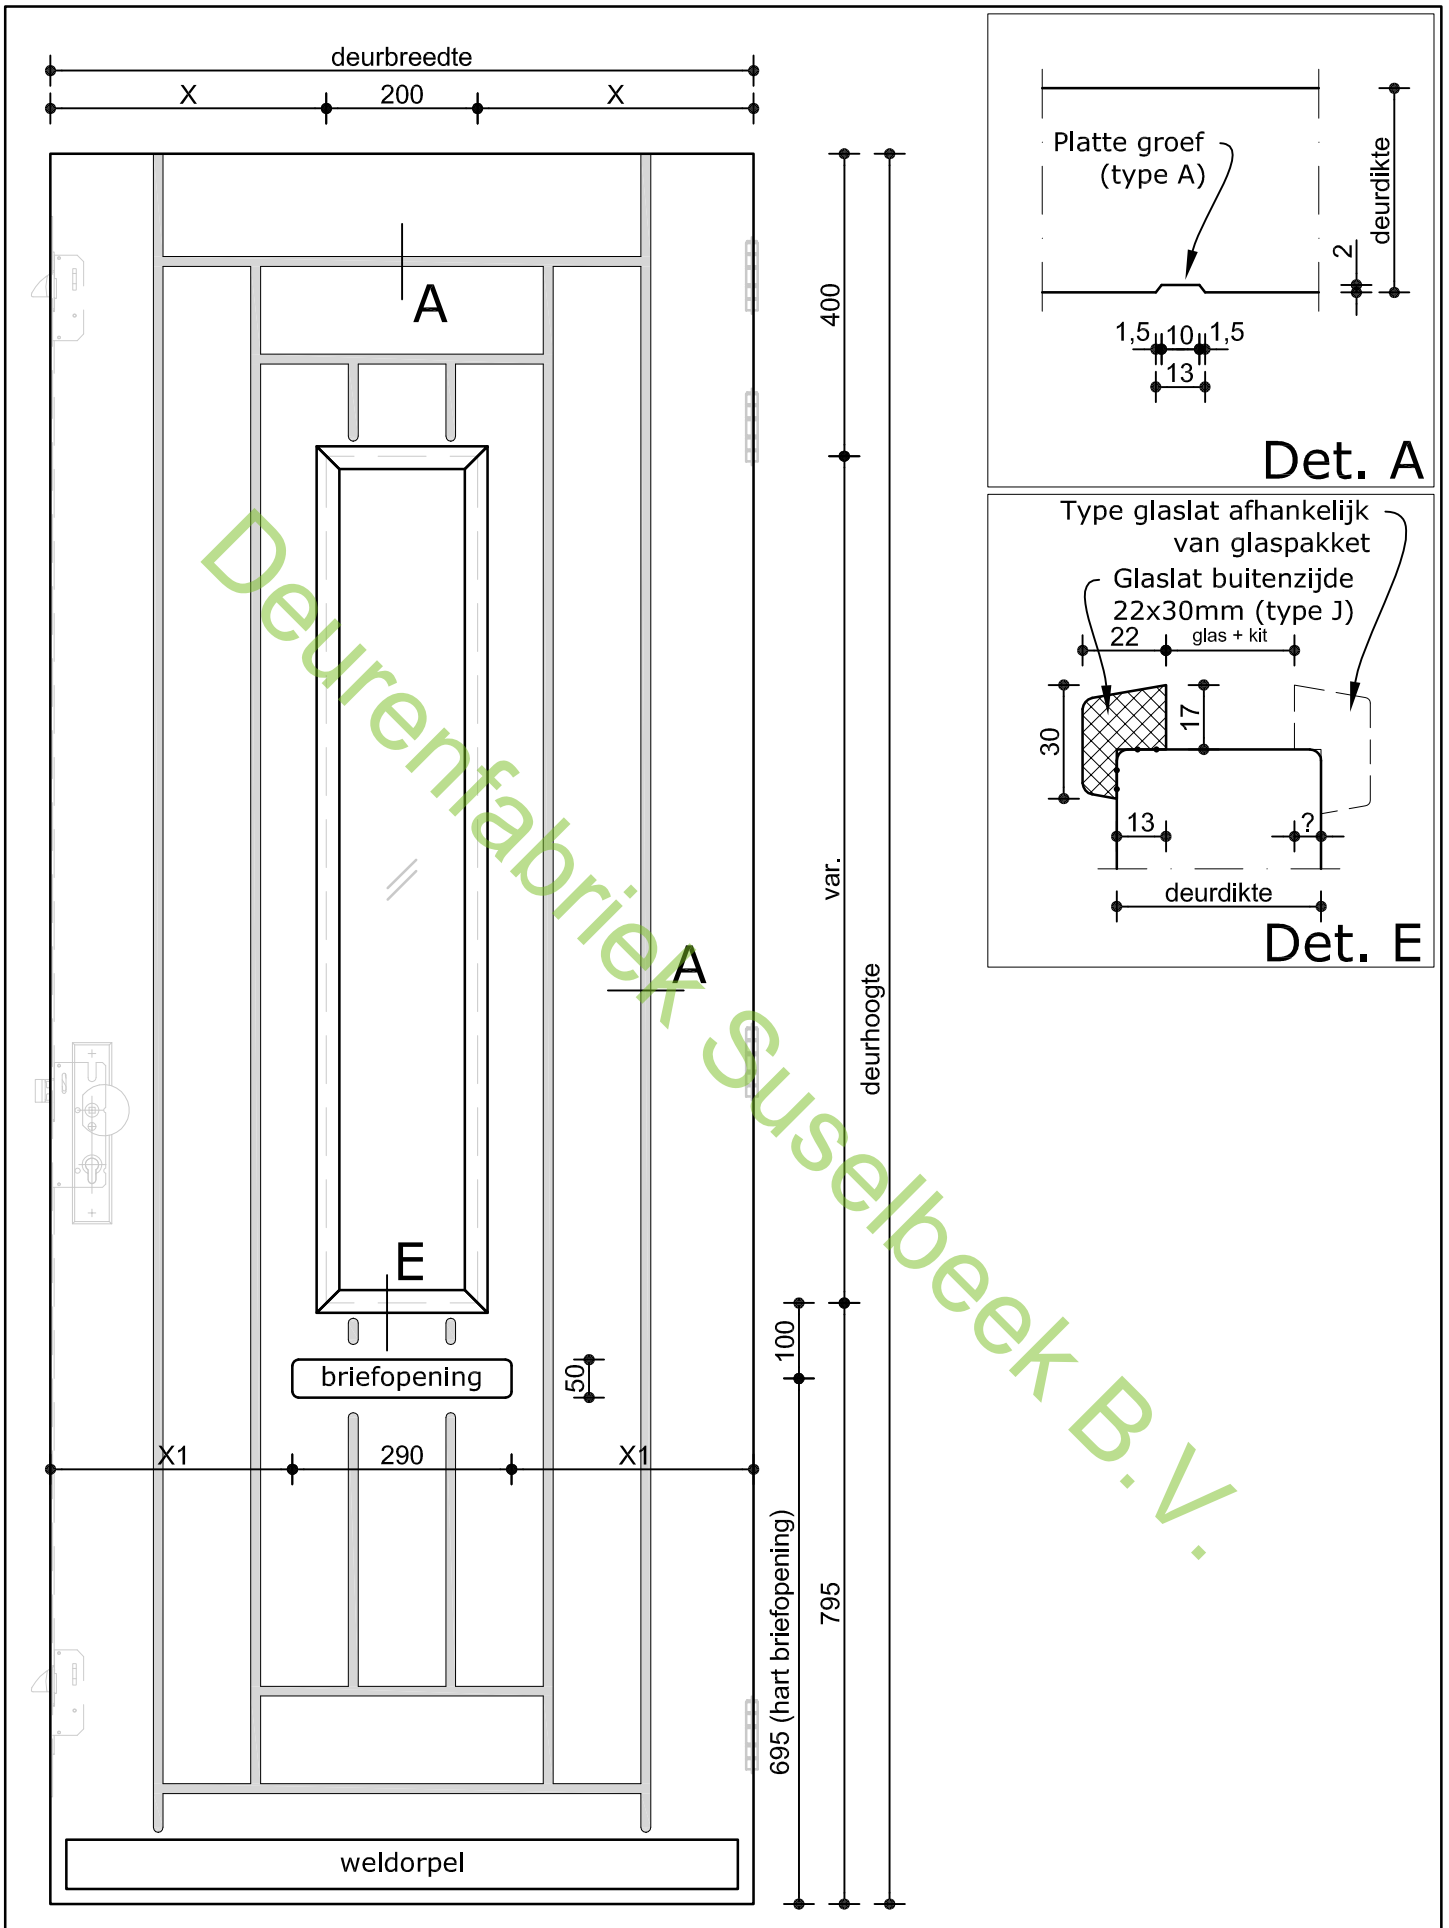 deurbreedte
X 200 X
A
400
var.
deurhoogte
A
E
100
briefopening
50
X1 290 X1
695 (hart briefopening)
795
weldorpel
Platte groef
(type A)
deurdikte
2
1,5 10 1,5
13
Det. A
Type glaslat afhankelijk
van glaspakket
Glaslat buitenzijde
22x30mm (type J)
22 glas + kit
30
17
13 ?
deurdikte
Det. E
Deurenfabriek Suselbeek B.V.